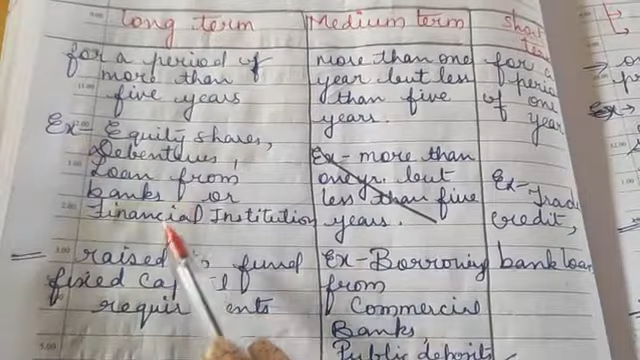 Long term
for a period of
more than
five years
Ex- Equity shares,
Debentures,
Loan from
banks or
Financial Institution
= raised fund
fixed
Medium term
more than one
year but less
than five
years.
Ex- more than
one yr. but
less than five
years.
Ex- Borrowing
from
Commercial
Banks,
Public deposits
short
for a
period
of one
year
Ex- Trade
credit,
bank loan